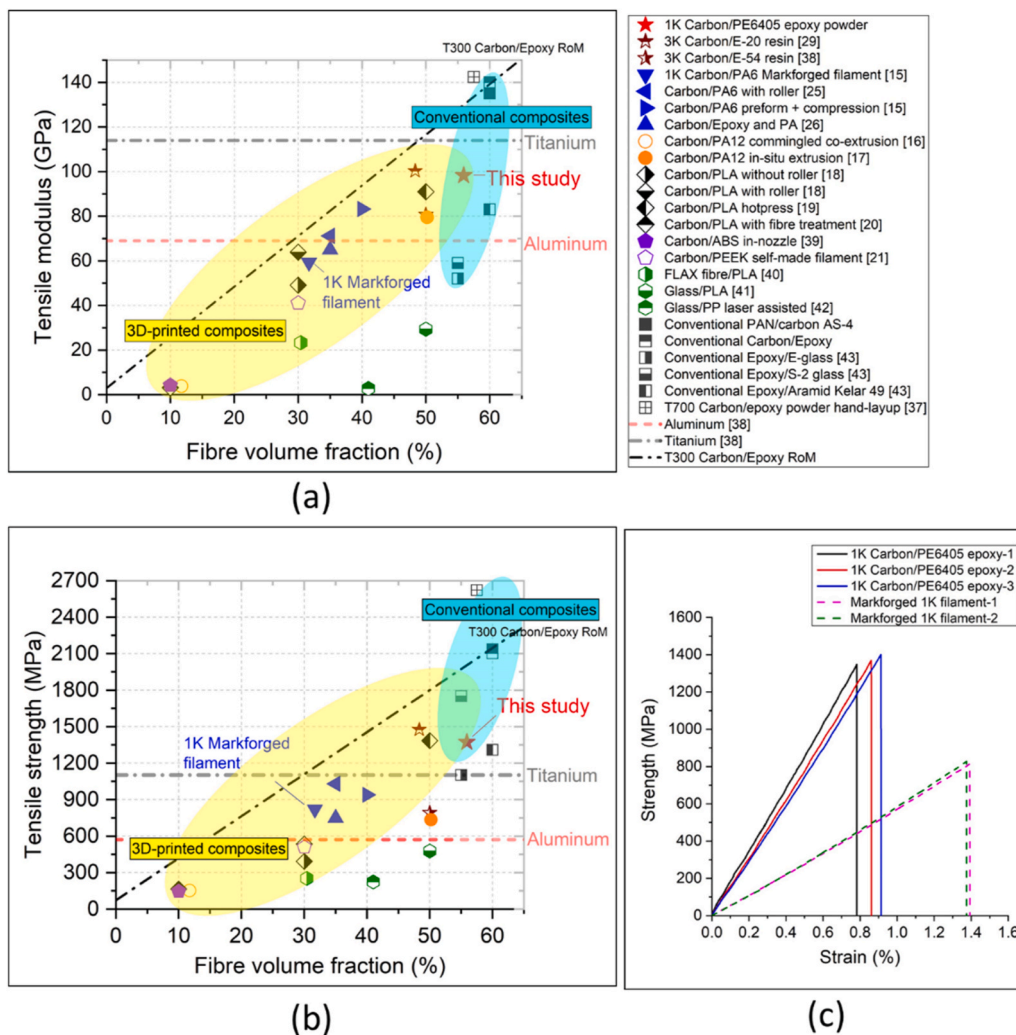 T300 Carbon/Epoxy RoM
140
120
100
80
60
40
20
0
Tensile modulus (GPa)
Conventional composites
Titanium
This study
Aluminum
1K Markforged
filament
3D-printed composites
0 10 20 30 40 50 60
Fibre volume fraction (%)
(a)
1K Carbon/PE6405 epoxy powder
3K Carbon/E-20 resin [29]
3K Carbon/E-54 resin [38]
1K Carbon/PA6 Markforged filament [15]
Carbon/PA6 with roller [25]
Carbon/PA6 preform + compression [15]
Carbon/Epoxy and PA [26]
Carbon/PA12 commingled co-extrusion [16]
Carbon/PA12 in-situ extrusion [17]
Carbon/PLA without roller [18]
Carbon/PLA with roller [18]
Carbon/PLA hotpress [19]
Carbon/PLA with fibre treatment [20]
Carbon/ABS in-nozzle [39]
Carbon/PEEK self-made filament [21]
FLAX fibre/PLA [40]
Glass/PLA [41]
Glass/PP laser assisted [42]
Conventional PAN/carbon AS-4
Conventional Carbon/Epoxy
Conventional Epoxy/E-glass [43]
Conventional Epoxy/S-2 glass [43]
Conventional Epoxy/Aramid Kelar 49 [43]
T700 Carbon/epoxy powder hand-layup [37]
Aluminum [38]
Titanium [38]
T300 Carbon/Epoxy RoM
2700
2400
2100
1800
1500
1200
900
600
300
150
0
Tensile strength (MPa)
Conventional composites
T300 Carbon/Epoxy RoM
This study
1K Markforged
filament
Titanium
Aluminum
3D-printed composites
0 10 20 30 40 50 60
Fibre volume fraction (%)
(b)
1K Carbon/PE6405 epoxy-1
1K Carbon/PE6405 epoxy-2
1K Carbon/PE6405 epoxy-3
Markforged 1K filament-1
Markforged 1K filament-2
1600
1400
1200
1000
800
600
400
200
0
Strength (MPa)
0.0 0.2 0.4 0.6 0.8 1.0 1.2 1.4 1.6
Strain (%)
(c)